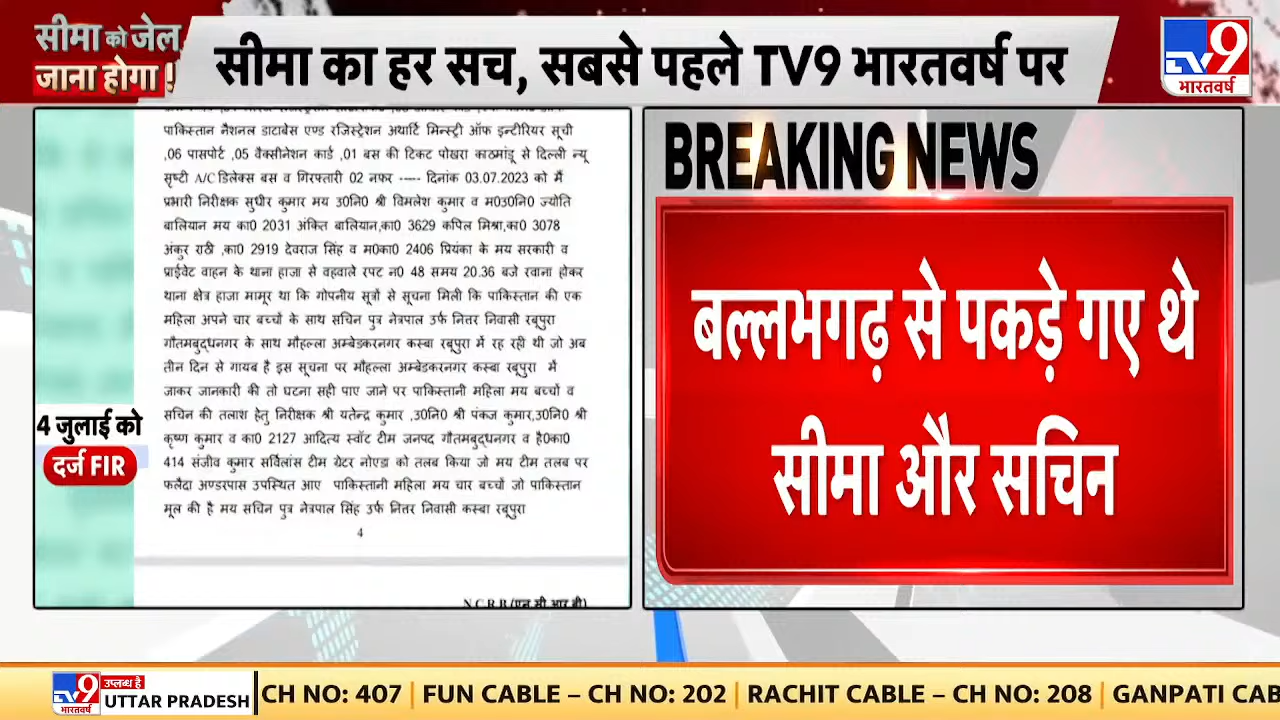 सीमा को जेल
जाना होगा !
सीमा का हर सच, सबसे पहले TV9 भारतवर्ष पर
TV9
भारतवर्ष
पाकिस्तान नैशनल डाटाबेस एण्ड रजिस्ट्रेशन अथार्टि मिन्स्ट्री ऑफ इन्टीरियर सूची
,06 पासपोर्ट ,05 वैक्सीनेशन कार्ड ,01 बस की टिकट पोखरा काठमांडू से दिल्ली न्यू
सृष्टी A/C डिलेक्स बस व गिरफ्तारी 02 नफर ----- दिनांक 03.07.2023 को मैं
प्रभारी निरीक्षक सुधीर कुमार मय उ0नि0 श्री विमलेश कुमार व म0उ0नि0 ज्योति
बालियान मय का0 2031 अंकित बालियान,का0 3629 कपिल मिश्रा,का0 3078
अंकुर राठी ,का0 2919 देवराज सिंह व म0का0 2406 प्रियंका के मय सरकारी व
प्राईवेट वाहन के थाना हाजा से वहवाले रपट न0 48 समय 20.36 बजे रवाना होकर
थाना क्षेत्र हाजा मामूर था कि गोपनीय सूत्रों से सूचना मिली कि पाकिस्तान की एक
महिला अपने चार बच्चों के साथ सचिन पुत्र नेत्रपाल उर्फ नित्तर निवासी रबूपुरा
गौतमबुद्धनगर के साथ मौहल्ला अम्बेडकरनगर कस्बा रबूपुरा में रह रही थी जो अब
तीन दिन से गायब है इस सूचना पर मौहल्ला अम्बेडकरनगर कस्बा रबूपुरा में
जाकर जानकारी की तो घटना सही पाए जाने पर पाकिस्तानी महिला मय बच्चों व
सचिन की तलाश हेतु निरीक्षक श्री यतेन्द्र कुमार ,उ0नि0 श्री पंकज कुमार,उ0नि0 श्री
कृष्ण कुमार व का0 2127 आदित्य स्वॉट टीम जनपद गौतमबुद्धनगर व है0का0
414 संजीव कुमार सर्विलांस टीम ग्रेटर नोएडा को तलब किया जो मय टीम तलब पर
फलैदा अण्डरपास उपस्थित आए पाकिस्तानी महिला मय चार बच्चों जो पाकिस्तान
मूल की है मय सचिन पुत्र नेत्रपाल सिंह उर्फ नित्तर निवासी कस्बा रबूपुरा
4
N.C.R.B (एन.सी.आर.बी)
4 जुलाई को
दर्ज FIR
BREAKING NEWS
बल्लभगढ़ से पकड़े गए थे
सीमा और सचिन
TV9 भारतवर्ष उपलब्ध है UTTAR PRADESH
CH NO: 407 | FUN CABLE – CH NO: 202 | RACHIT CABLE – CH NO: 208 | GANPATI CAB